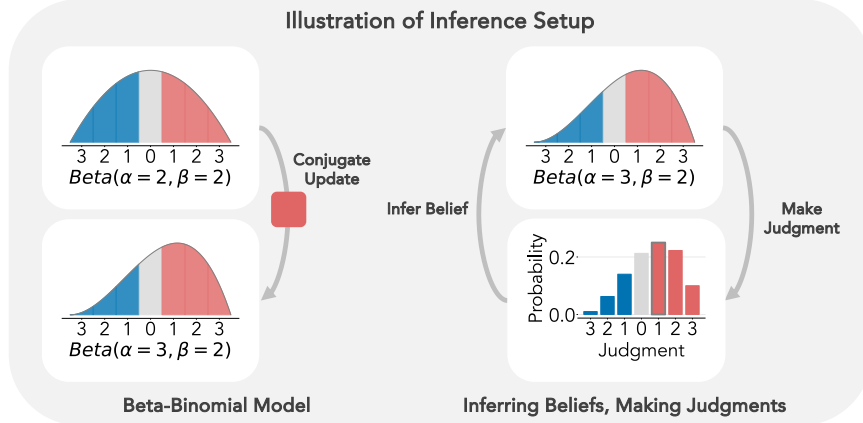 Illustration of Inference Setup
3 2 1 0 1 2 3
Beta(α = 2, β = 2)
Conjugate
Update
3 2 1 0 1 2 3
Beta(α = 3, β = 2)
Beta-Binomial Model
3 2 1 0 1 2 3
Beta(α = 3, β = 2)
Infer Belief
Make
Judgment
Probability
0.2
0.0
3 2 1 0 1 2 3
Judgment
Inferring Beliefs, Making Judgments